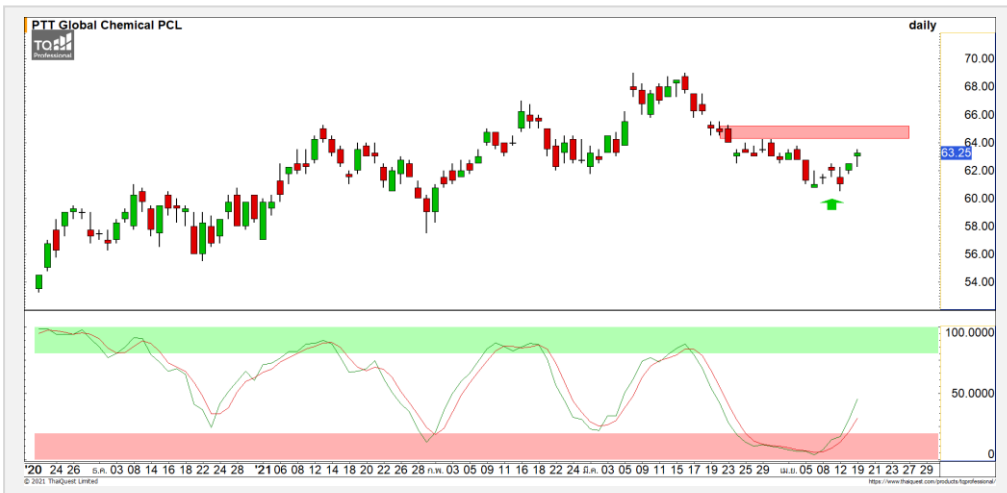 PTT Global Chemical PCL daily
TQ
Professional
70.00
68.00
66.00
64.00
63.25
62.00
60.00
58.00
56.00
54.00
100.0000
50.0000
0
'20 24 26 ธ.ค. 03 08 14 16 18 22 24 28 '21 06 08 12 14 18 20 22 26 28 ก.พ. 03 05 09 11 16 18 22 24 มี.ค. 03 05 09 11 15 17 19 23 25 29 เม.ย. 05 08 12 19 21 23 27 29
© 2021 ThaiQuest Limited https://www.thaiquest.com/products/tqprofessional/